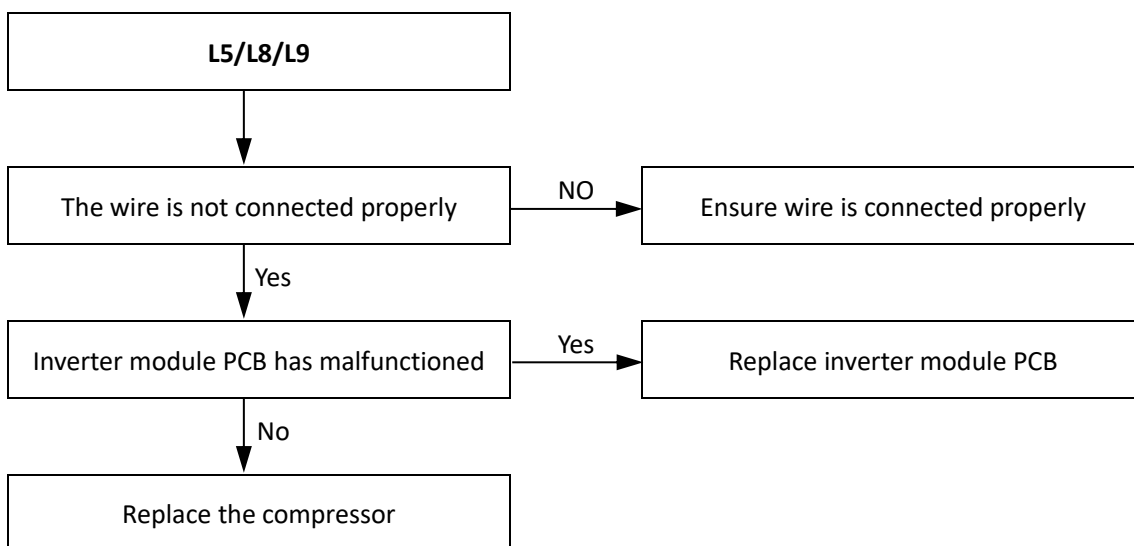 L5/L8/L9
The wire is not connected properly
NO
Ensure wire is connected properly
Yes
Inverter module PCB has malfunctioned
Yes
Replace inverter module PCB
No
Replace the compressor